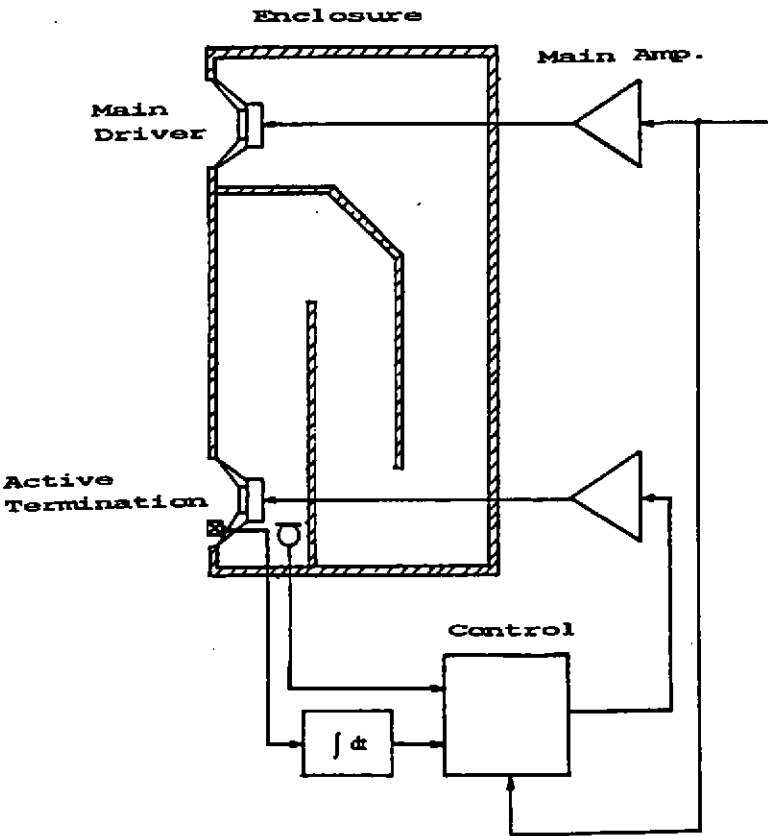 Enclosure
Main Amp.
Main
Driver
Active
Termination
Control
∫ dt